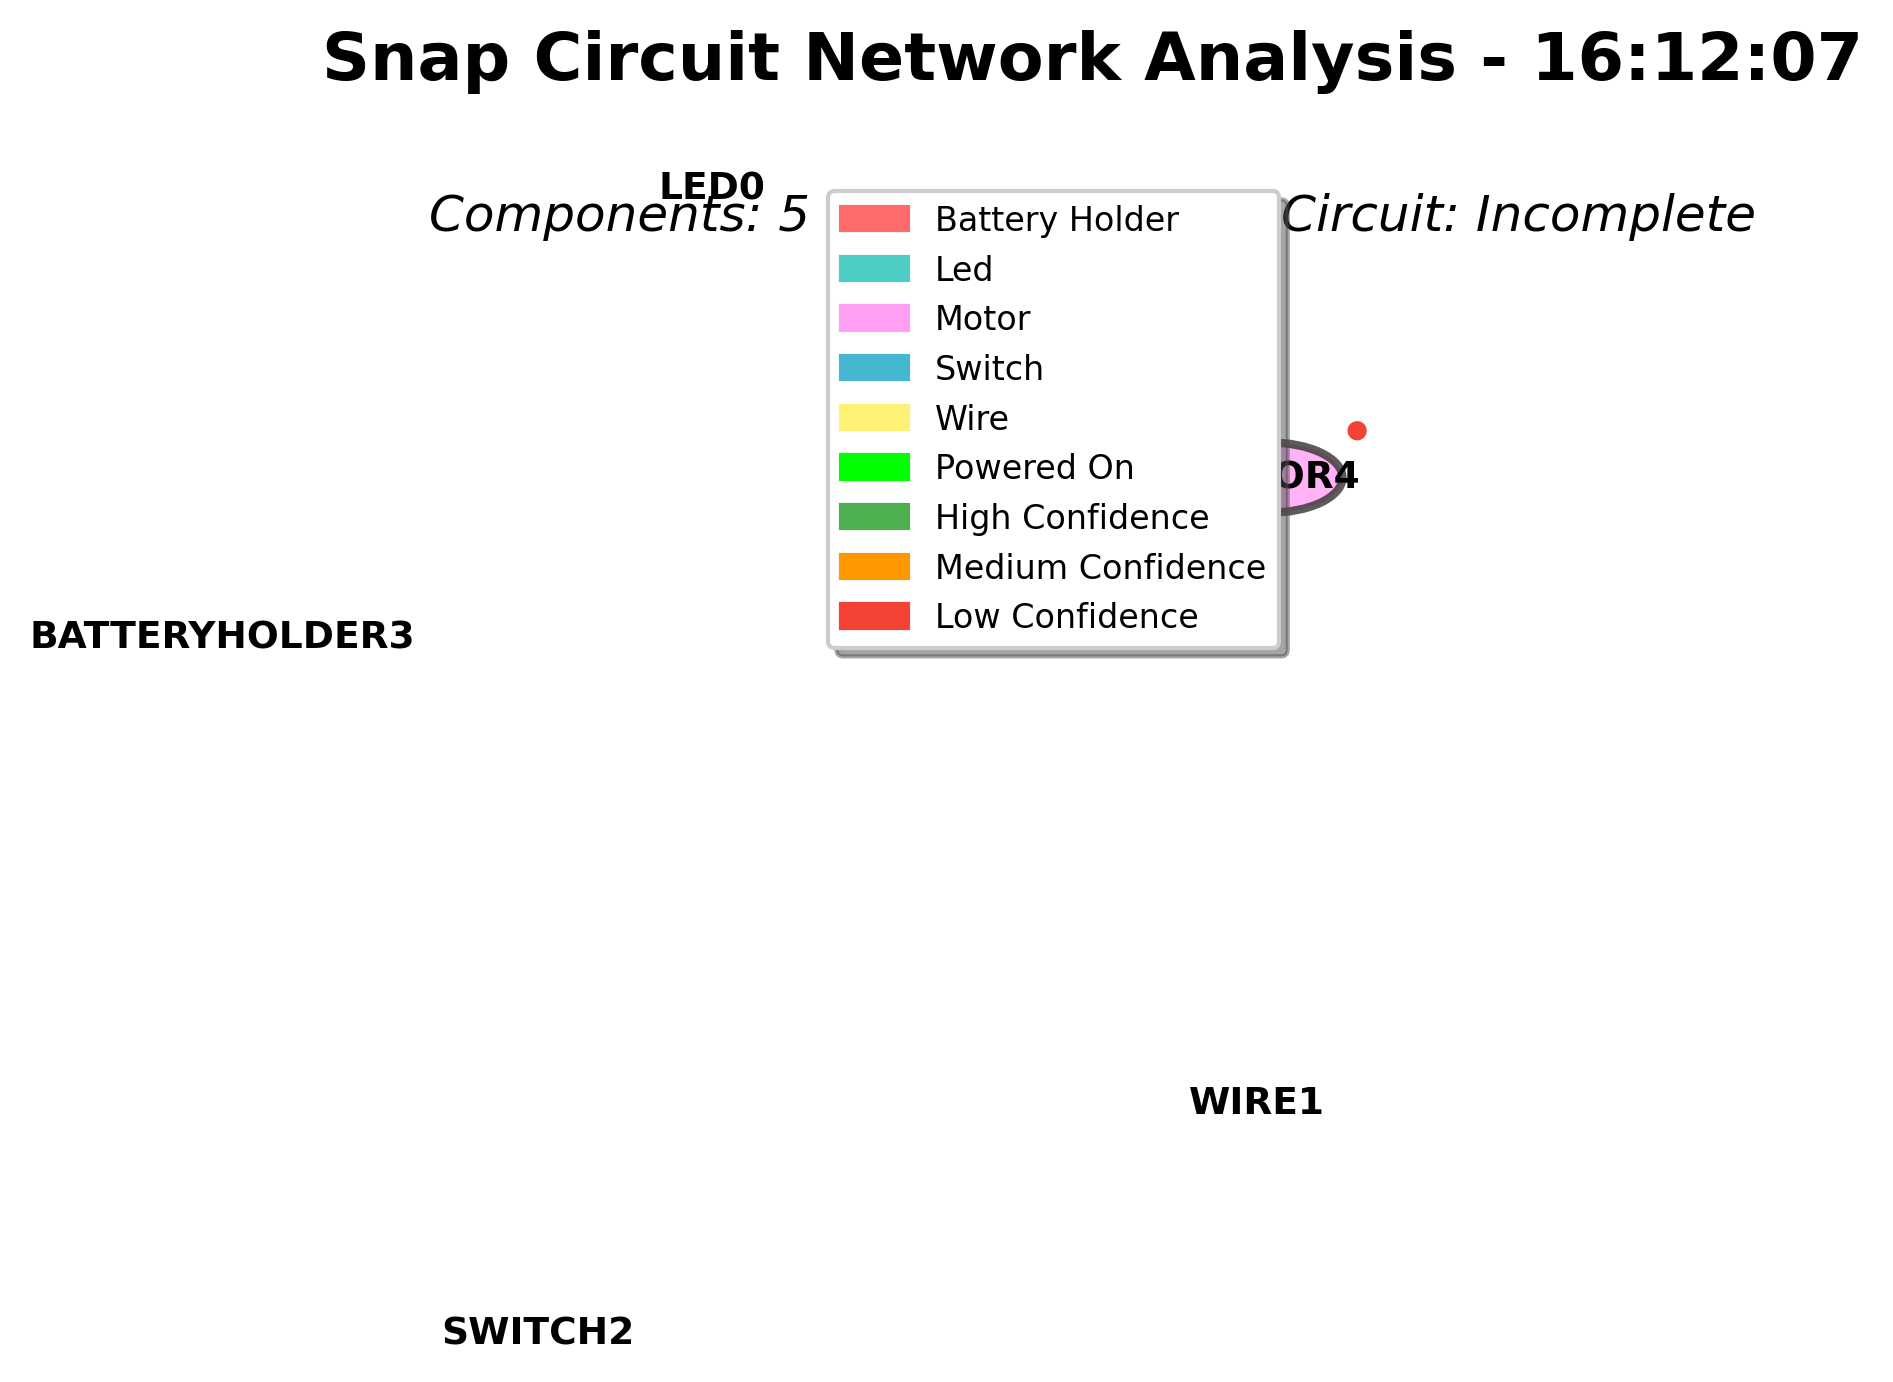 Snap Circuit Network Analysis - 16:12:07
LED0
Components: 5
Circuit: Incomplete
Battery Holder
Led
Motor
Switch
Wire
Powered On
High Confidence
Medium Confidence
Low Confidence
OR4
BATTERYHOLDER3
WIRE1
SWITCH2